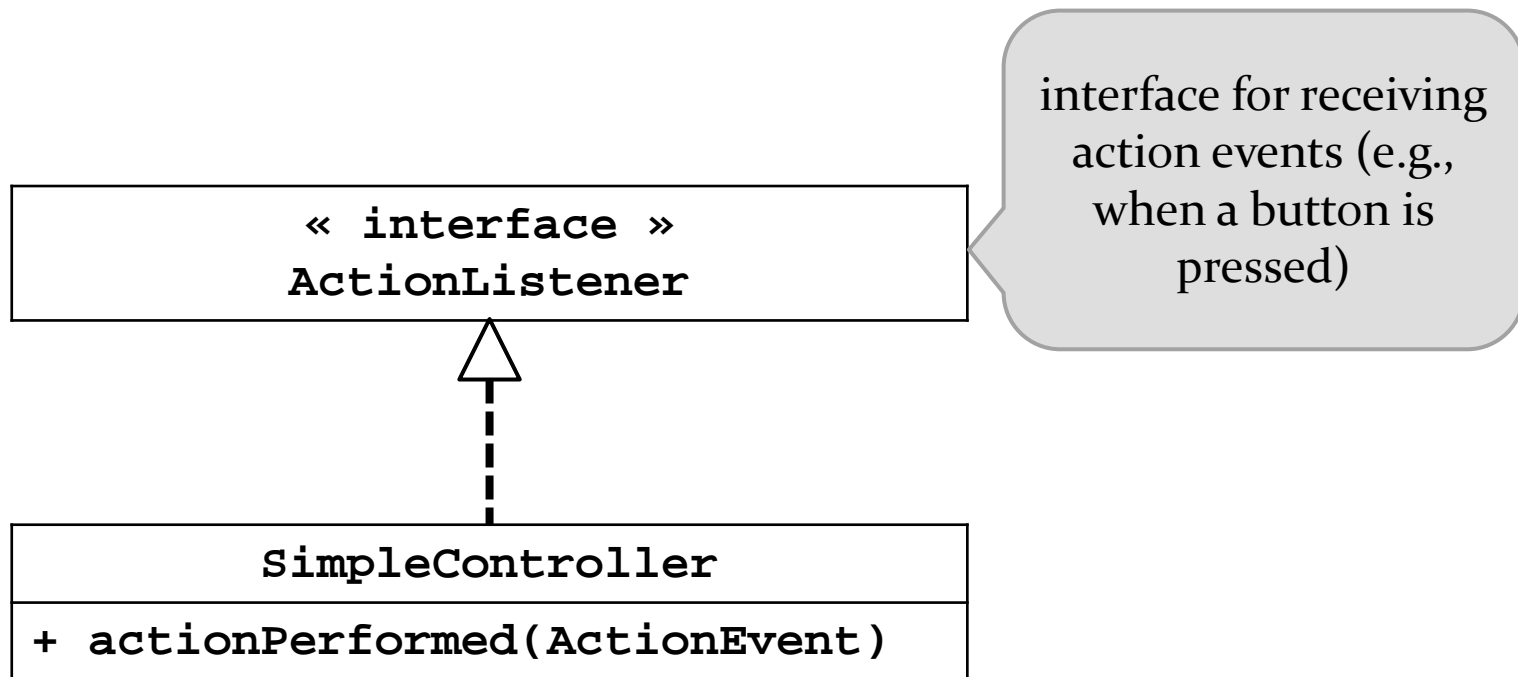 interface for receiving
action events (e.g.,
when a button is
pressed)
« interface »
ActionListener
SimpleController
+ actionPerformed(ActionEvent)